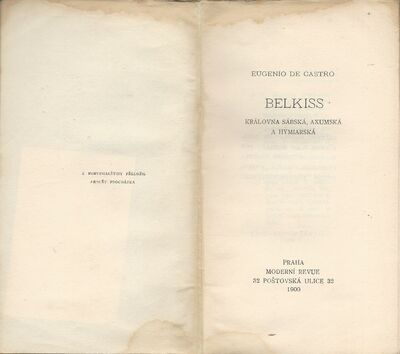 Z PORTUGALŠTINY PŘELOŽIL
ARNOŠT PROCHÁZKA
EUGENIO DE CASTRO
BELKISS
KRÁLOVNA SÁBSKÁ, AXUMSKÁ
A HYMIARSKÁ
PRAHA
MODERNÍ REVUE
32 POŠTOVSKÁ ULICE 32
1900